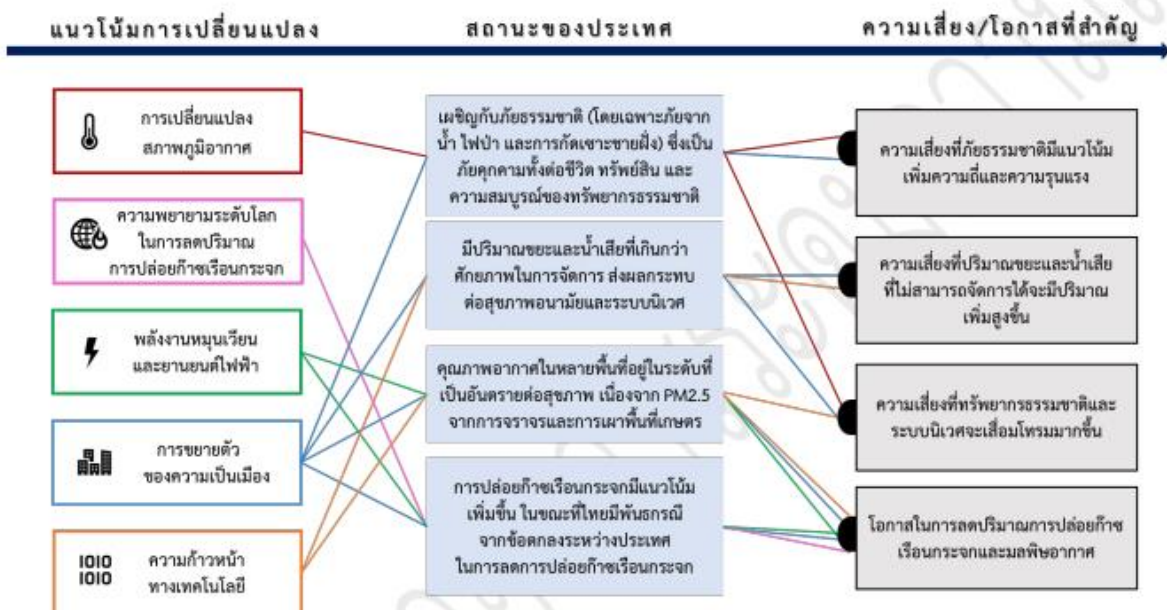 แนวโน้มการเปลี่ยนแปลง
สถานะของประเทศ
ความเสี่ยง/โอกาสที่สำคัญ
การเปลี่ยนแปลง
สภาพภูมิอากาศ
ความพยายามระดับโลก
ในการลดปริมาณ
การปล่อยก๊าซเรือนกระจก
พลังงานหมุนเวียน
และยานยนต์ไฟฟ้า
การขยายตัว
ของความเป็นเมือง
1010
1010
ความก้าวหน้า
ทางเทคโนโลยี
เผชิญกับภัยธรรมชาติ (โดยเฉพาะภัยจาก
น้ำ ไฟป่า และการกัดเซาะชายฝั่ง) ซึ่งเป็น
ภัยคุกคามทั้งต่อชีวิต ทรัพย์สิน และ
ความสมบูรณ์ของทรัพยากรธรรมชาติ
มีปริมาณขยะและน้ำเสียที่เกินกว่า
ศักยภาพในการจัดการ ส่งผลกระทบ
ต่อสุขภาพอนามัยและระบบนิเวศ
คุณภาพอากาศในหลายพื้นที่อยู่ในระดับที่
เป็นอันตรายต่อสุขภาพ เนื่องจาก PM2.5
จากการจราจรและการเผาพื้นที่เกษตร
การปล่อยก๊าซเรือนกระจกมีแนวโน้ม
เพิ่มขึ้น ในขณะที่ไทยมีพันธกรณี
จากข้อตกลงระหว่างประเทศ
ในการลดการปล่อยก๊าซเรือนกระจก
ความเสี่ยงที่ภัยธรรมชาติมีแนวโน้ม
เพิ่มความถี่และความรุนแรง
ความเสี่ยงที่ปริมาณขยะและน้ำเสีย
ที่ไม่สามารถจัดการได้จะมีปริมาณ
เพิ่มสูงขึ้น
ความเสี่ยงที่ทรัพยากรธรรมชาติและ
ระบบนิเวศจะเสื่อมโทรมมากขึ้น
โอกาสในการลดปริมาณการปล่อยก๊าซ
เรือนกระจกและมลพิษอากาศ